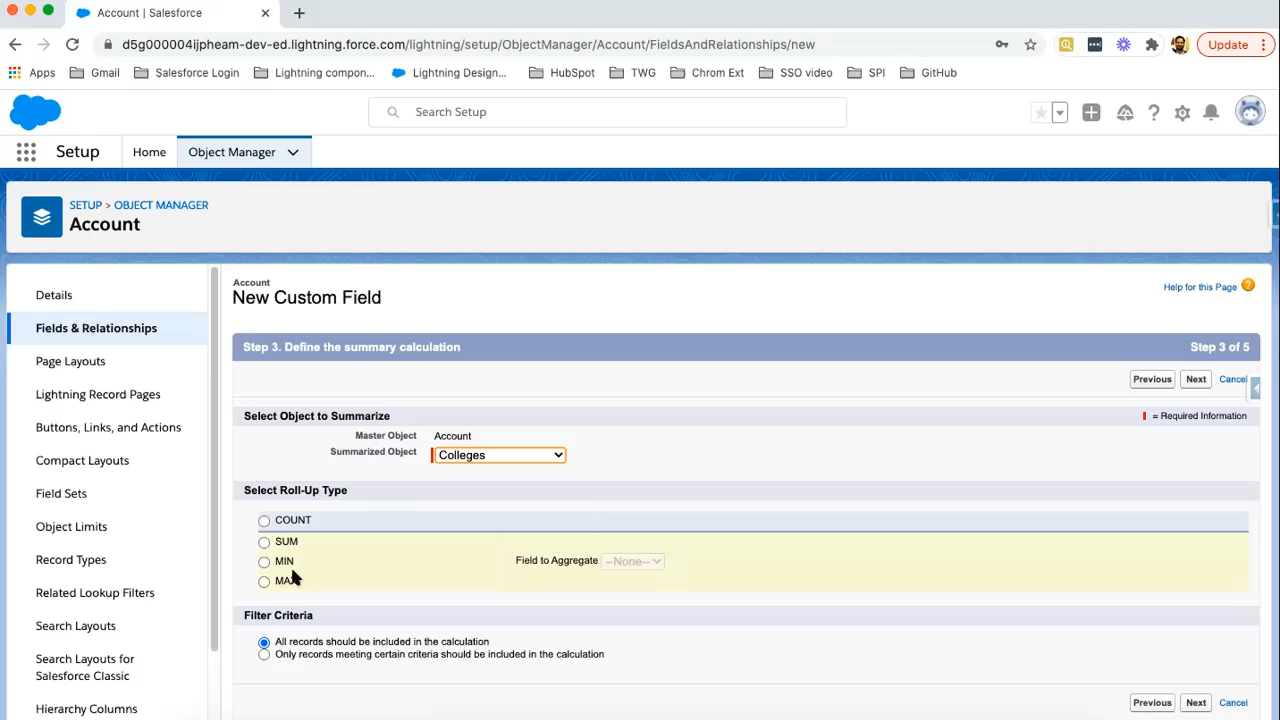 Account | Salesforce
d5g000004ijpheam-dev-ed.lightning.force.com/lightning/setup/ObjectManager/Account/FieldsAndRelationships/new
Update
Apps Gmail Salesforce Login Lightning compon... Lightning Design... HubSpot TWG Chrom Ext SSO video SPI GitHub
Search Setup
Setup Home Object Manager
SETUP > OBJECT MANAGER
Account
Details
Fields & Relationships
Page Layouts
Lightning Record Pages
Buttons, Links, and Actions
Compact Layouts
Field Sets
Object Limits
Record Types
Related Lookup Filters
Search Layouts
Search Layouts for
Salesforce Classic
Hierarchy Columns
Account
New Custom Field
Help for this Page
Step 3. Define the summary calculation Step 3 of 5
Previous Next Cancel
Select Object to Summarize = Required Information
Master Object Account
Summarized Object Colleges
Select Roll-Up Type
COUNT
SUM
MIN
MAX
Field to Aggregate --None--
Filter Criteria
All records should be included in the calculation
Only records meeting certain criteria should be included in the calculation
Previous Next Cancel